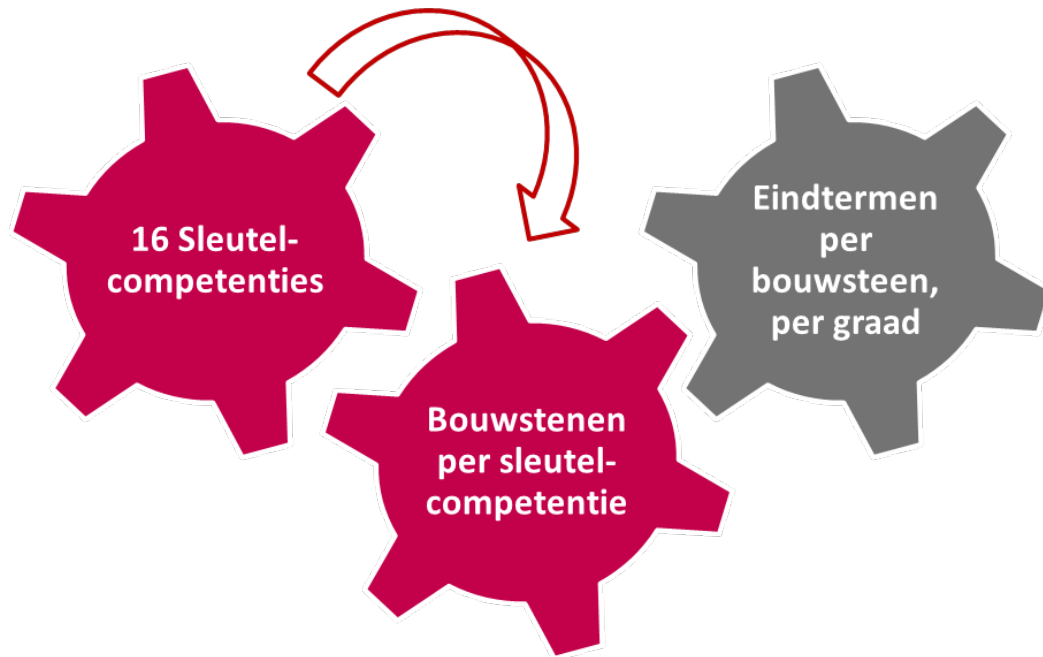 16 Sleutel-
competenties
Bouwstenen
per sleutel-
competentie
Eindtermen
per
bouwsteen,
per graad